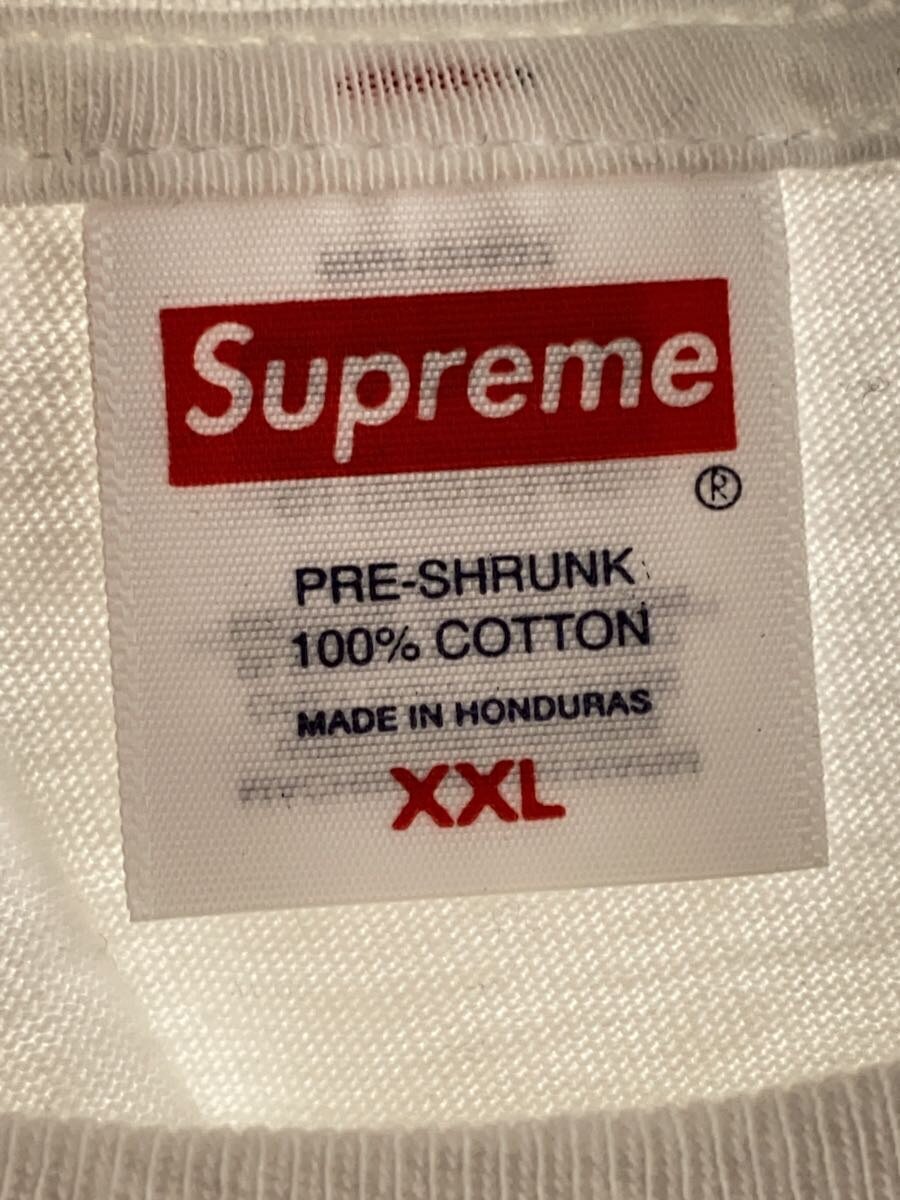 Supreme
®
PRE-SHRUNK
100% COTTON
MADE IN HONDURAS
XXL